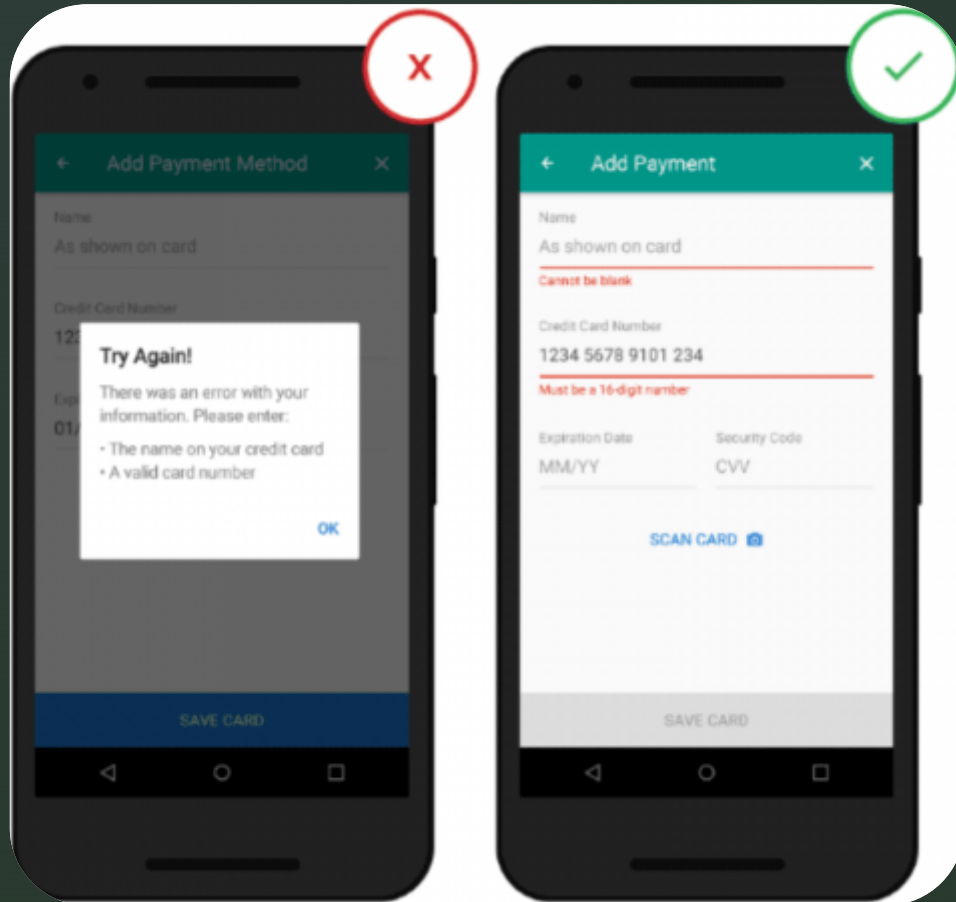 X
Add Payment Method
Name
As shown on card
Credit Card Number
123
Expi
01/
Try Again!
There was an error with your
information. Please enter:
• The name on your credit card
• A valid card number
OK
SAVE CARD
Add Payment
Name
As shown on card
Cannot be blank
Credit Card Number
1234 5678 9101 234
Must be a 16-digit number
Expiration Date Security Code
MM/YY CVV
SCAN CARD
SAVE CARD